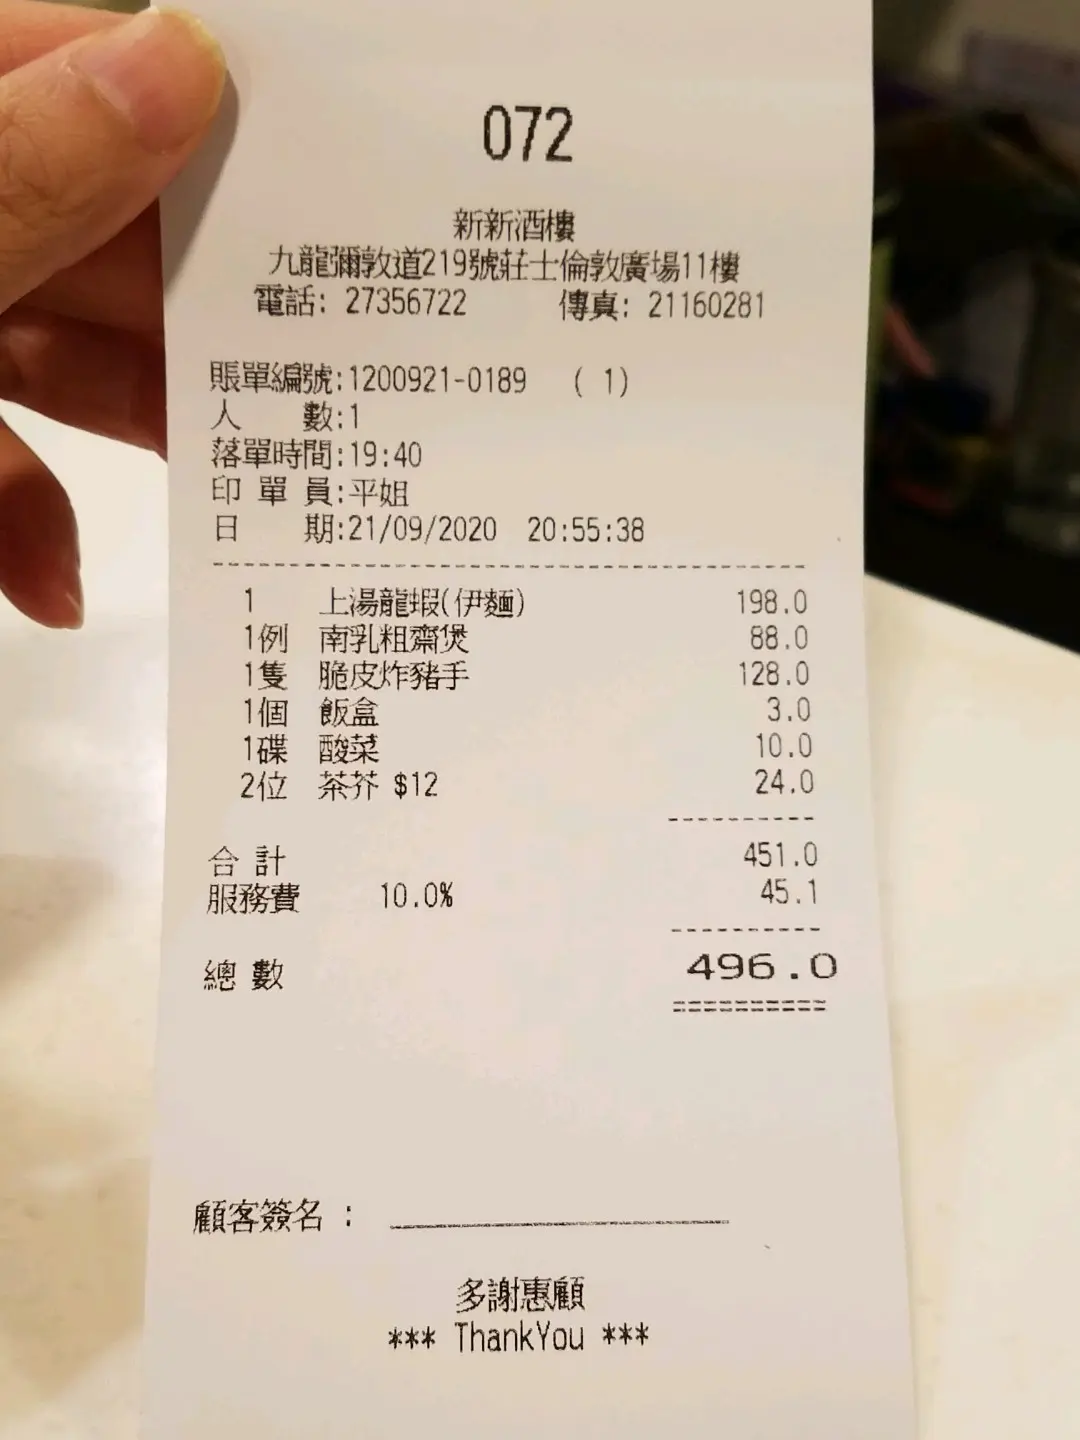 072
新新酒樓
九龍彌敦道219號莊士倫敦廣場11樓
電話: 27356722 傳真: 21160281
賬單編號:1200921-0189 ( 1)
人 數:1
落單時間:19:40
印 單 員:平姐
日 期:21/09/2020 20:55:38
1 上湯龍蝦(伊麵) 198.0
1例 南乳粗齋煲 88.0
1隻 脆皮炸豬手 128.0
1個 飯盒 3.0
1碟 酸菜 10.0
2位 茶芥 $12 24.0
合 計 451.0
服務費 10.0% 45.1
總 數 496.0
顧客簽名 :
多謝惠顧
*** ThankYou ***